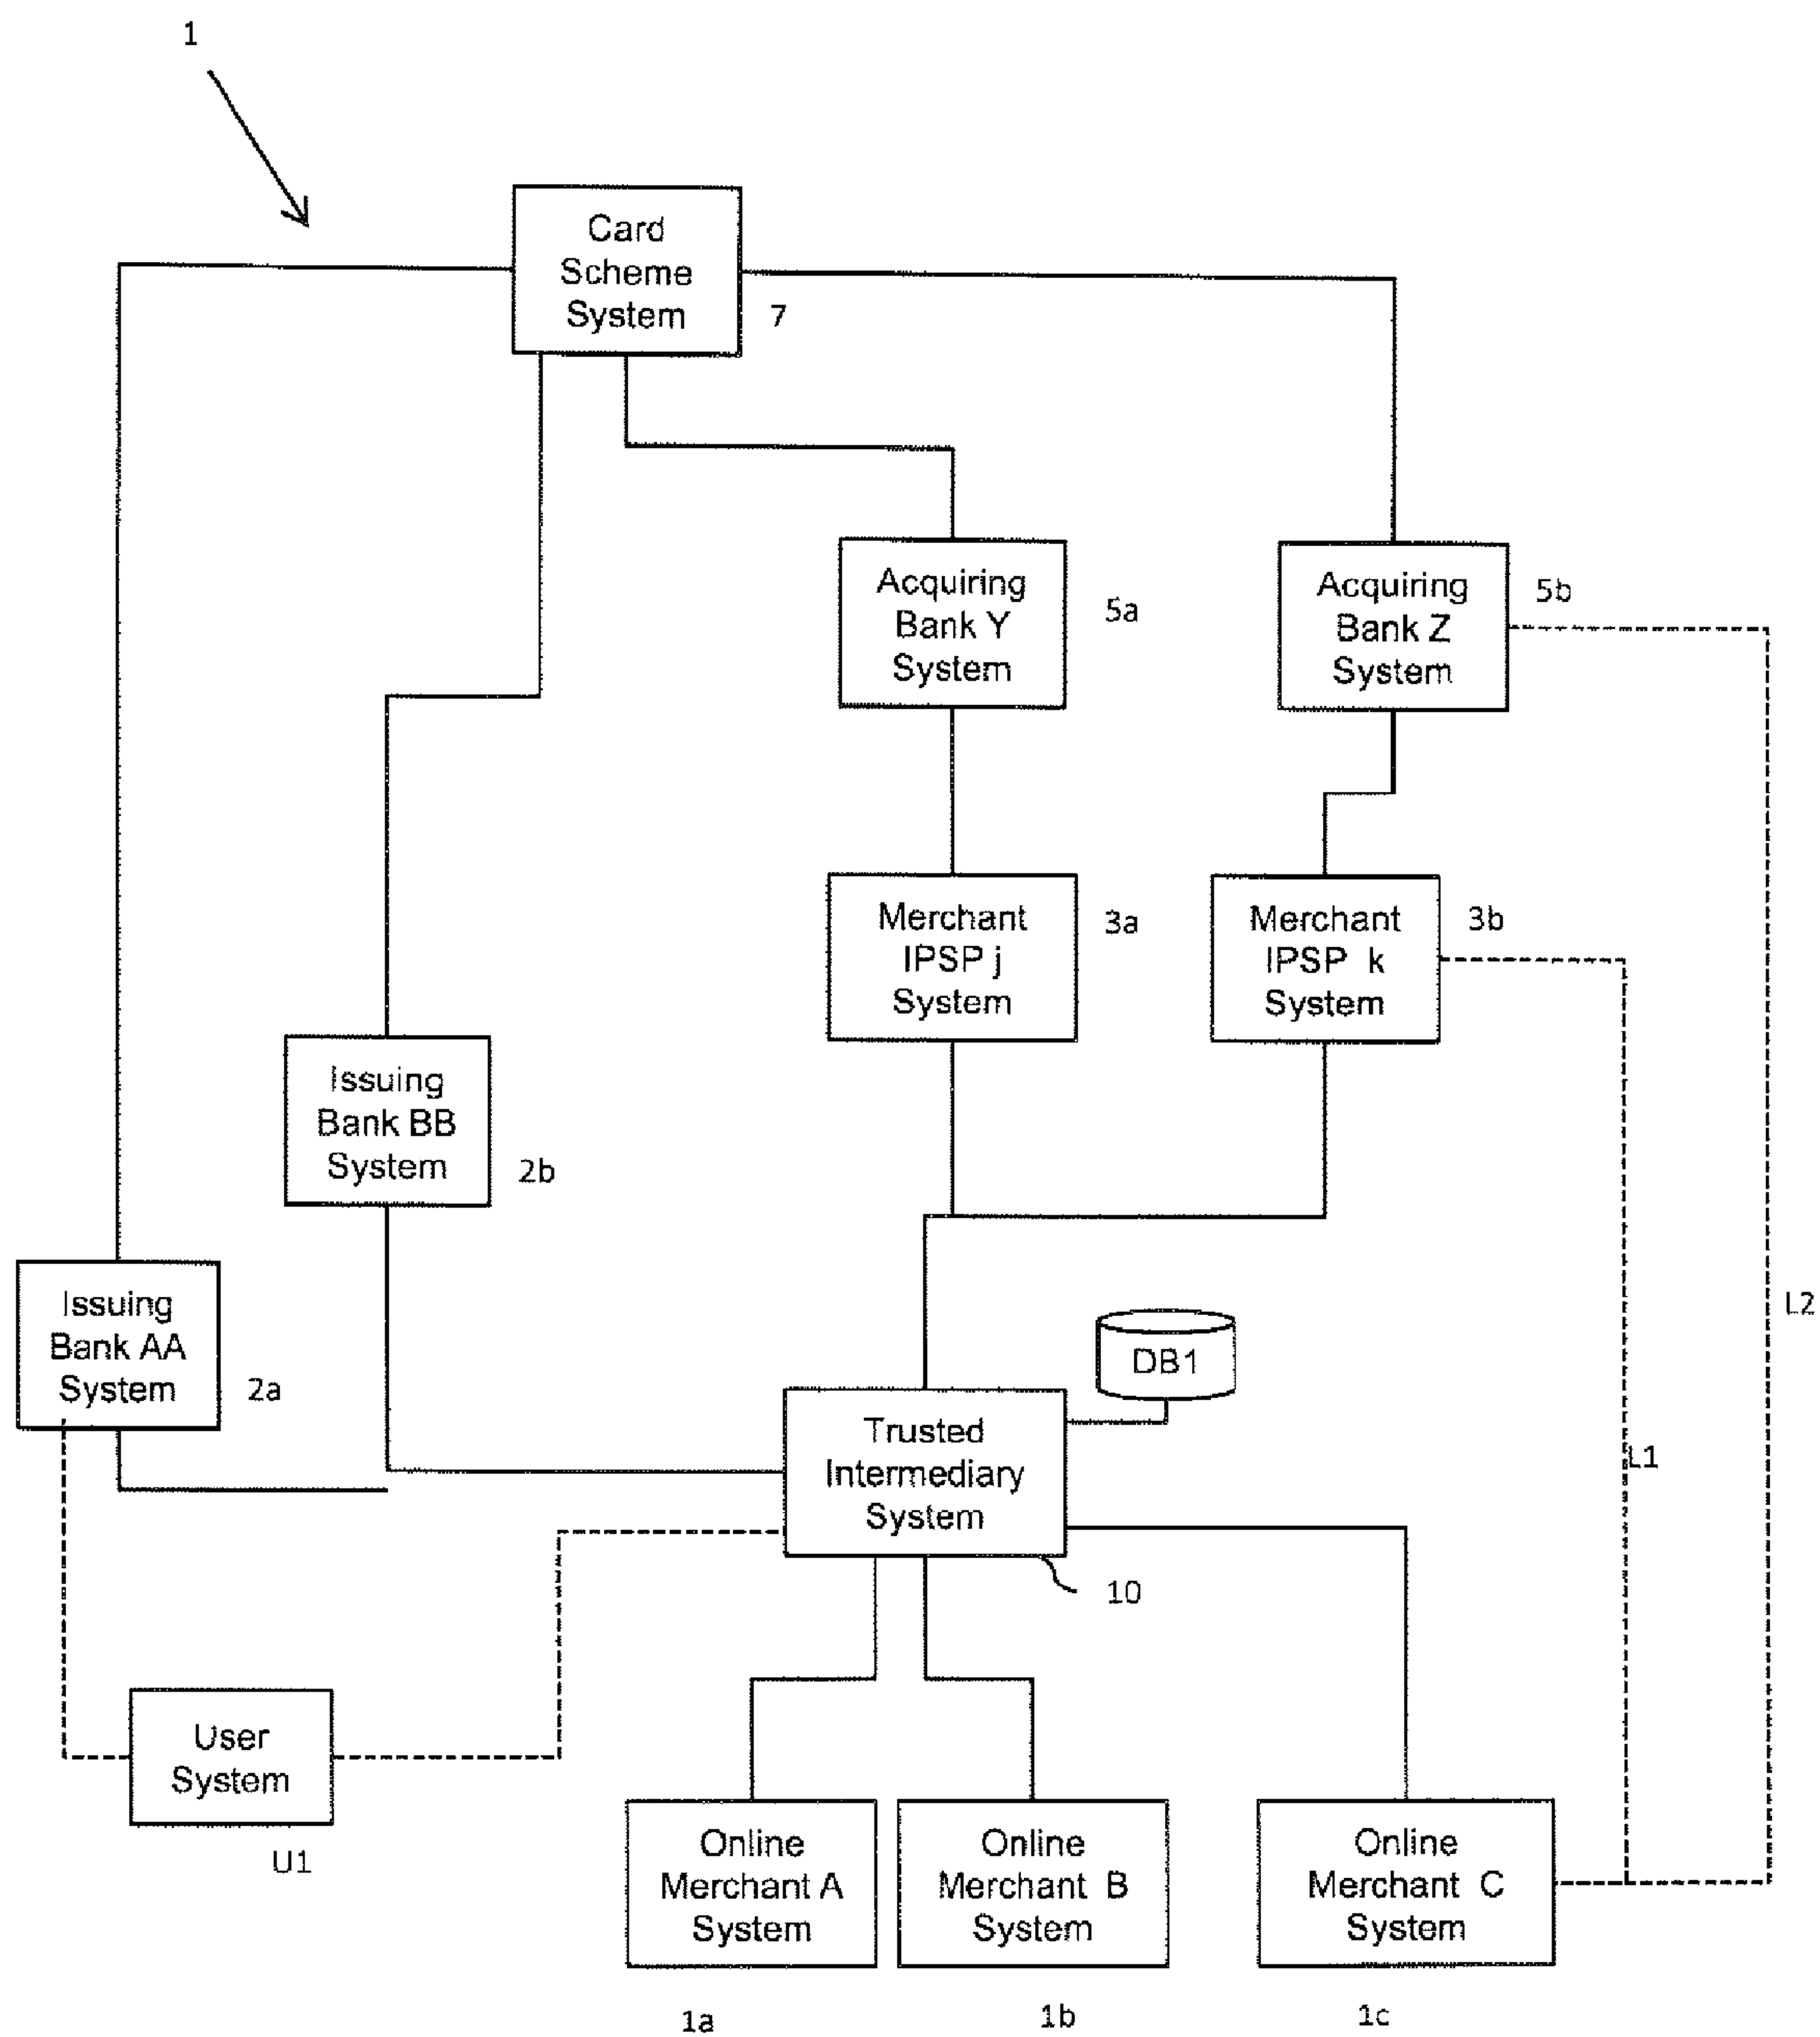 1
Card
Scheme
System
7
Acquiring
Bank Y
System
5a
Acquiring
Bank Z
System
5b
Merchant
IPSP j
System
3a
Merchant
IPSP k
System
3b
Issuing
Bank BB
System
2b
Issuing
Bank AA
System
2a
DB1
L2
L1
Trusted
Intermediary
System
10
User
System
U1
Online
Merchant A
System
1a
Online
Merchant B
System
1b
Online
Merchant C
System
1c